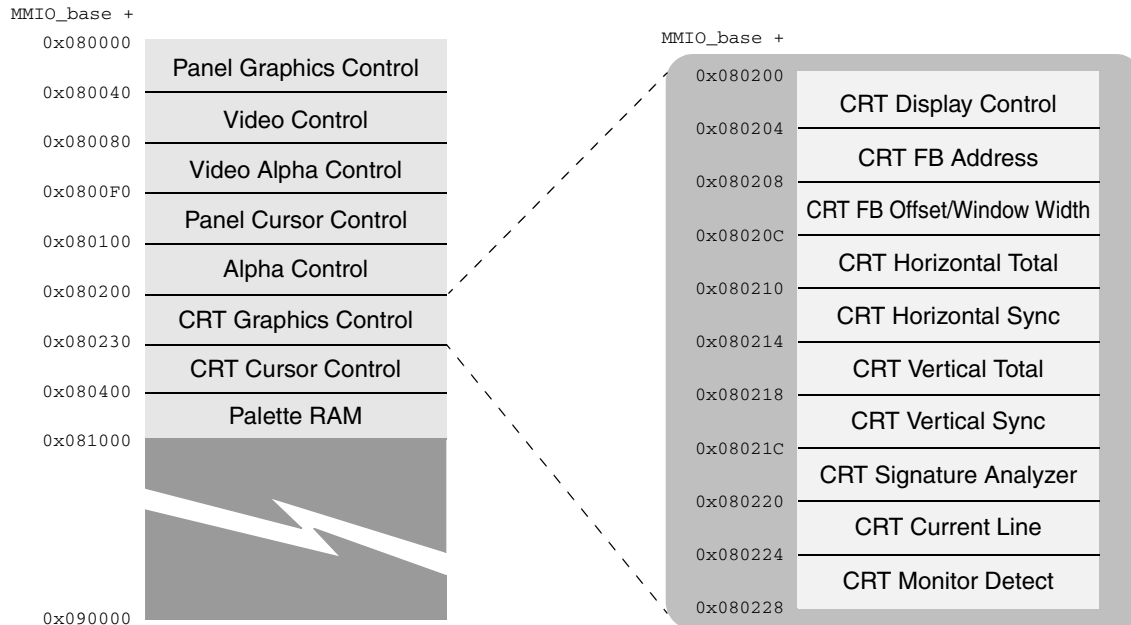 MMIO_base +
0x080000
Panel Graphics Control
0x080040
Video Control
0x080080
Video Alpha Control
0x0800F0
Panel Cursor Control
0x080100
Alpha Control
0x080200
CRT Graphics Control
0x080230
CRT Cursor Control
0x080400
Palette RAM
0x081000
0x090000
MMIO_base +
0x080200
CRT Display Control
0x080204
CRT FB Address
0x080208
CRT FB Offset/Window Width
0x08020C
CRT Horizontal Total
0x080210
CRT Horizontal Sync
0x080214
CRT Vertical Total
0x080218
CRT Vertical Sync
0x08021C
CRT Signature Analyzer
0x080220
CRT Current Line
0x080224
CRT Monitor Detect
0x080228